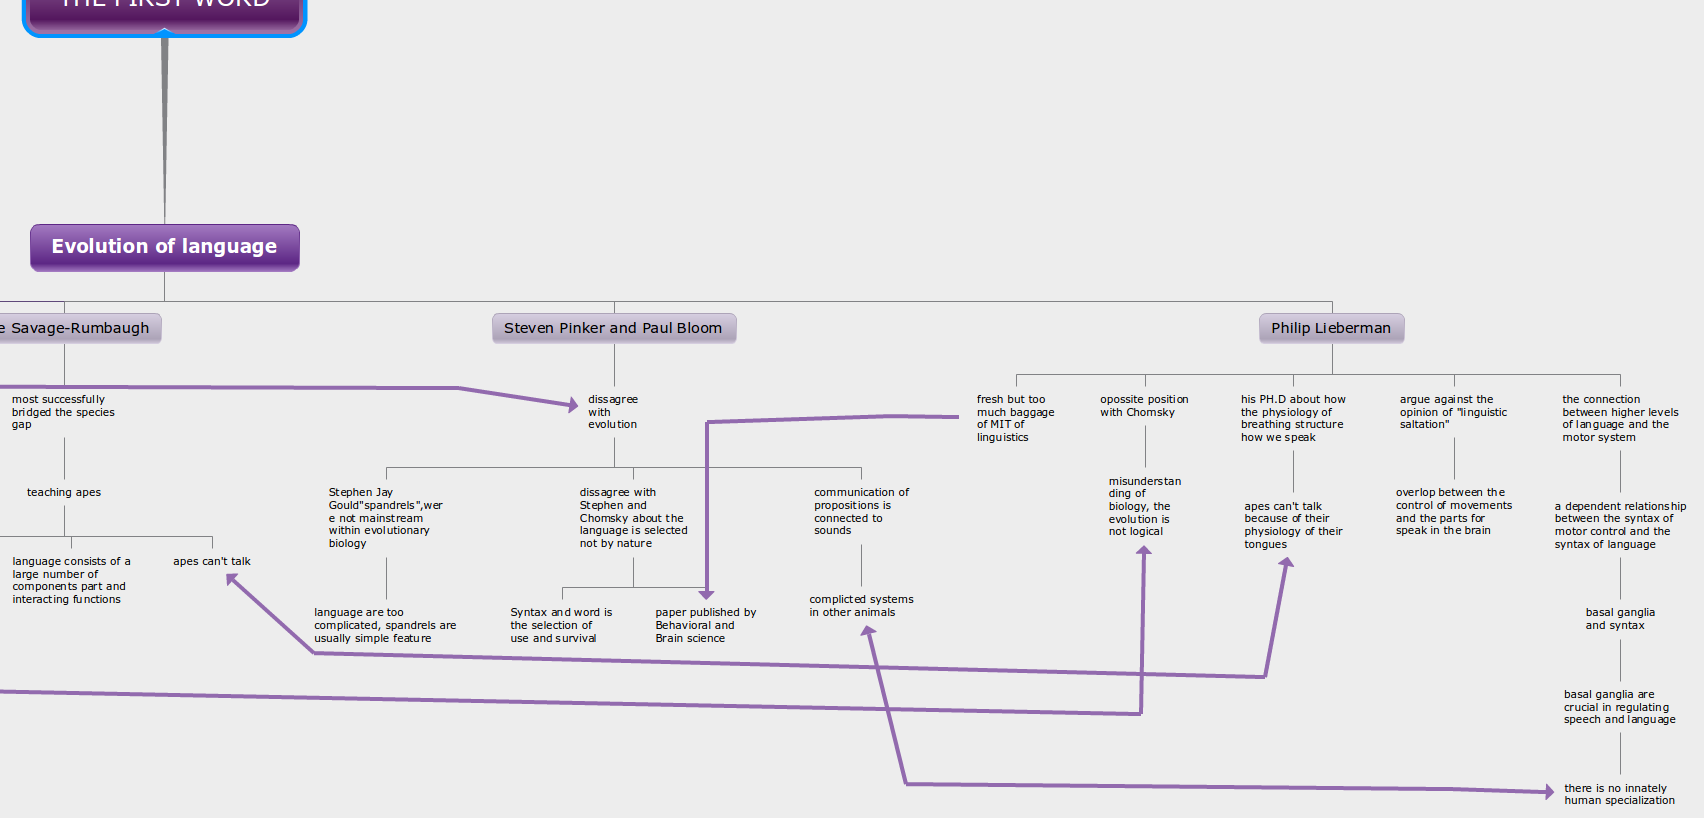 THE FIRST WORD
Evolution of language
e Savage-Rumbaugh
Steven Pinker and Paul Bloom
Philip Lieberman
most successfully
bridged the species
gap
teaching apes
language consists of a
large number of
components part and
interacting functions
apes can't talk
dissagree
with
evolution
Stephen Jay
Gould"spandrels",wer
e not mainstream
within evolutionary
biology
language are too
complicated, spandrels are
usually simple feature
dissagree with
Stephen and
Chomsky about the
language is selected
not by nature
Syntax and word is
the selection of
use and survival
paper published by
Behavioral and
Brain science
communication of
propositions is
connected to
sounds
complicted systems
in other animals
fresh but too
much baggage
of MIT of
linguistics
opossite position
with Chomsky
misunderstan
ding of
biology, the
evolution is
not logical
his PH.D about how
the physiology of
breathing structure
how we speak
apes can't talk
because of their
physiology of their
tongues
argue against the
opinion of "linguistic
saltation"
overlop between the
control of movements
and the parts for
speak in the brain
the connection
between higher levels
of language and the
motor system
a dependent relationship
between the syntax of
motor control and the
syntax of language
basal ganglia
and syntax
basal ganglia are
crucial in regulating
speech and language
there is no innately
human specialization